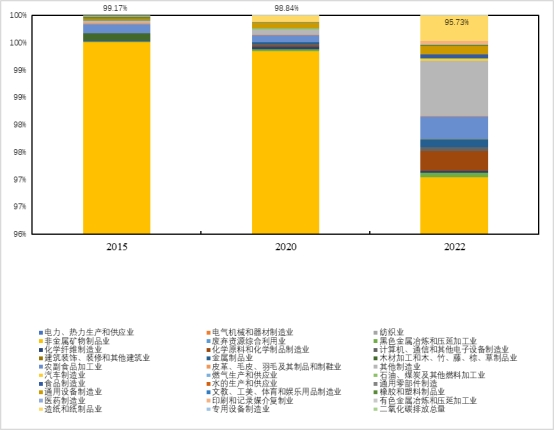 99.17%
98.84%
95.73%
100%
100%
99%
99%
98%
98%
97%
97%
96%
2015 2020 2022
电力、热力生产和供应业 电气机械和器材制造业 纺织业
非金属矿物制品业 废弃资源综合利用业 黑色金属冶炼和压延加工业
化学纤维制造业 化学原料和化学制品制造业 计算机、通信和其他电子设备制造业
建筑装饰、装修和其他建筑业 金属制品业 木材加工和木、竹、藤、棕、草制品业
农副食品加工业 皮革、毛皮、羽毛及其制品和制鞋业 其他制造业
汽车制造业 燃气生产和供应业 石油、煤炭及其他燃料加工业
食品制造业 水的生产和供应业 通用零部件制造
通用设备制造业 文教、工美、体育和娱乐用品制造业 橡胶和塑料制品业
医药制造业 印刷和记录媒介复制业 有色金属冶炼和压延加工业
造纸和纸制品业 专用设备制造业 二氧化碳排放总量